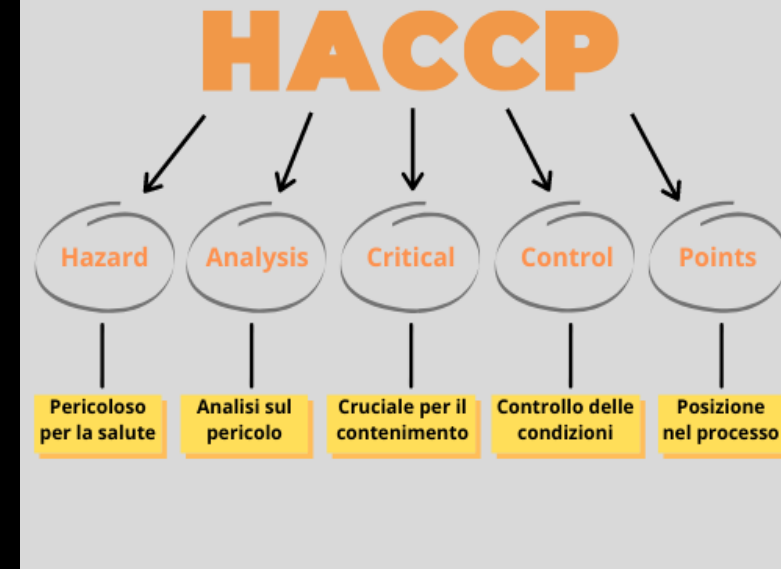 HACCP
Hazard
Analysis
Critical
Control
Points
Pericoloso
per la salute
Analisi sul
pericolo
Cruciale per il
contenimento
Controllo delle
condizioni
Posizione
nel processo